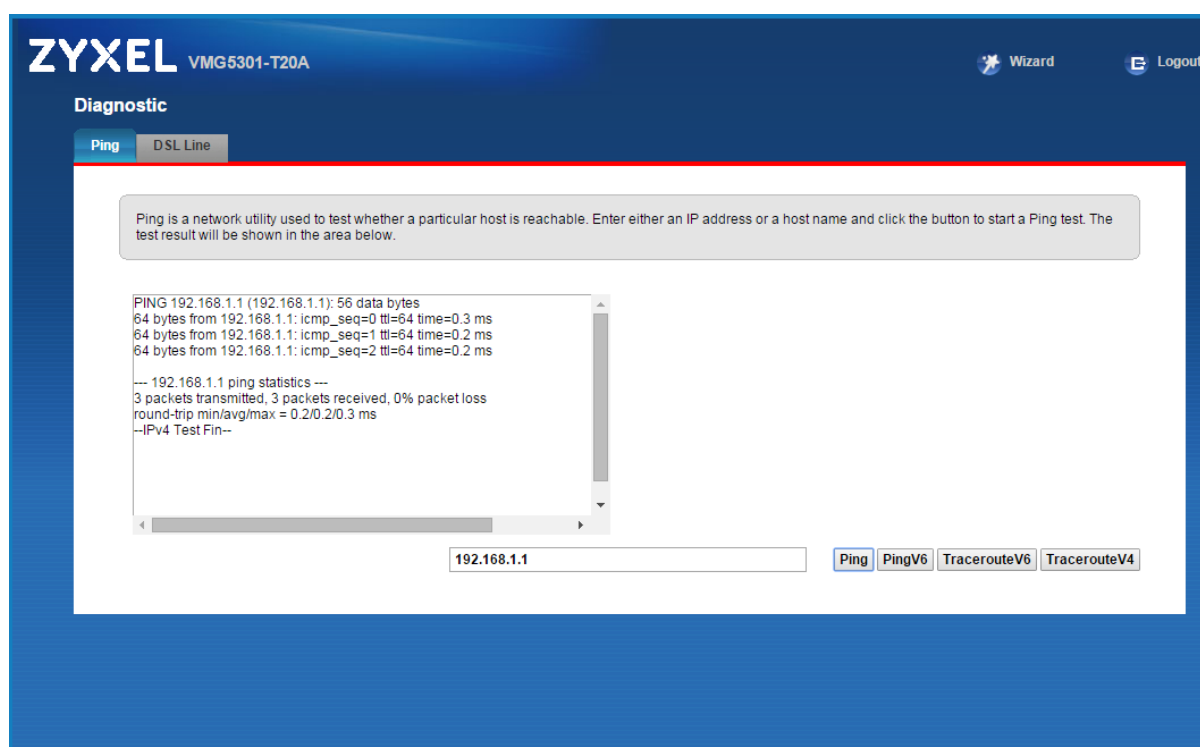 ZYXEL VMG5301-T20A
Wizard
Logout
Diagnostic
Ping
DSL Line
Ping is a network utility used to test whether a particular host is reachable. Enter either an IP address or a host name and click the button to start a Ping test. The
test result will be shown in the area below.
PING 192.168.1.1 (192.168.1.1): 56 data bytes
64 bytes from 192.168.1.1: icmp_seq=0 ttl=64 time=0.3 ms
64 bytes from 192.168.1.1: icmp_seq=1 ttl=64 time=0.2 ms
64 bytes from 192.168.1.1: icmp_seq=2 ttl=64 time=0.2 ms
--- 192.168.1.1 ping statistics ---
3 packets transmitted, 3 packets received, 0% packet loss
round-trip min/avg/max = 0.2/0.2/0.3 ms
--IPv4 Test Fin--
192.168.1.1
Ping
PingV6
TracerouteV6
TracerouteV4